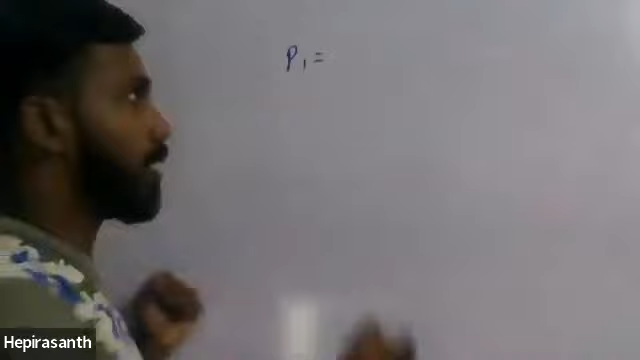 P₁ =
Hepirasanth